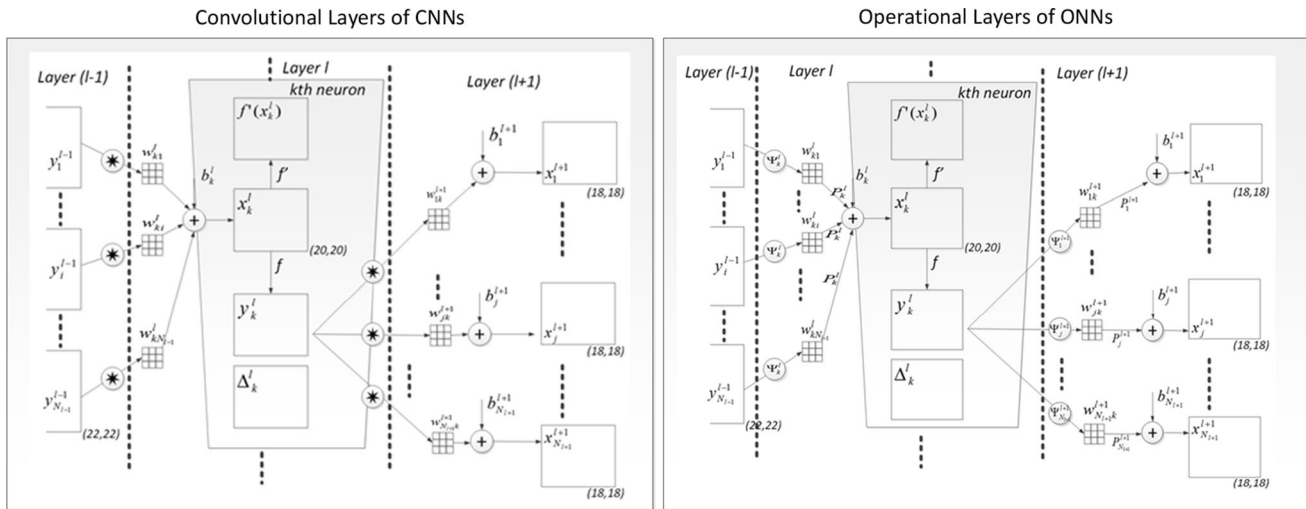 Convolutional Layers of CNNs
Operational Layers of ONNs
Layer (l-1)
Layer l
kth neuron
Layer (l+1)
y_1^{l-1}
w_{k1}^l
b_k^l
f'(x_k^l)
f'
x_k^l
(20,20)
f
y_k^l
Δ_k^l
y_i^{l-1}
w_{ki}^l
w_{kN_{l-1}}^l
y_{N_{l-1}}^{l-1}
(22,22)
w_{1k}^{l+1}
b_1^{l+1}
x_1^{l+1}
(18,18)
w_{jk}^{l+1}
b_j^{l+1}
x_j^{l+1}
(18,18)
w_{N_{l+1}k}^{l+1}
b_{N_{l+1}}^{l+1}
x_{N_{l+1}}^{l+1}
(18,18)
Layer (l-1)
Layer l
kth neuron
Layer (l+1)
y_1^{l-1}
Ψ_k^l
w_{k1}^l
P_k^l
b_k^l
f'(x_k^l)
f'
x_k^l
(20,20)
f
y_k^l
Δ_k^l
y_i^{l-1}
Ψ_k^l
w_{ki}^l
P_k^l
P_k^l
w_{kN_{l-1}}^l
y_{N_{l-1}}^{l-1}
Ψ_k^l
(22,22)
Ψ_1^{l+1}
w_{1k}^{l+1}
P_1^{l+1}
b_1^{l+1}
x_1^{l+1}
(18,18)
Ψ_j^{l+1}
w_{jk}^{l+1}
P_j^{l+1}
b_j^{l+1}
x_j^{l+1}
(18,18)
Ψ_{N_{l+1}}^{l+1}
w_{N_{l+1}k}^{l+1}
P_{N_{l+1}}^{l+1}
b_{N_{l+1}}^{l+1}
x_{N_{l+1}}^{l+1}
(18,18)